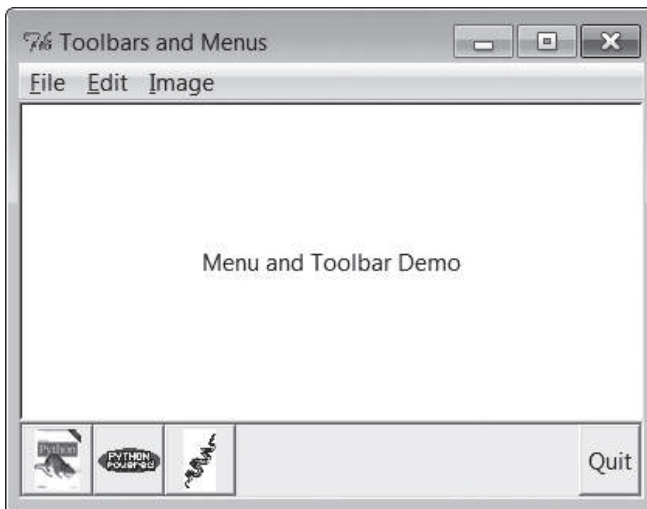 Toolbars and Menus
File Edit Image
Menu and Toolbar Demo
Python
PYTHON
Powered
Quit